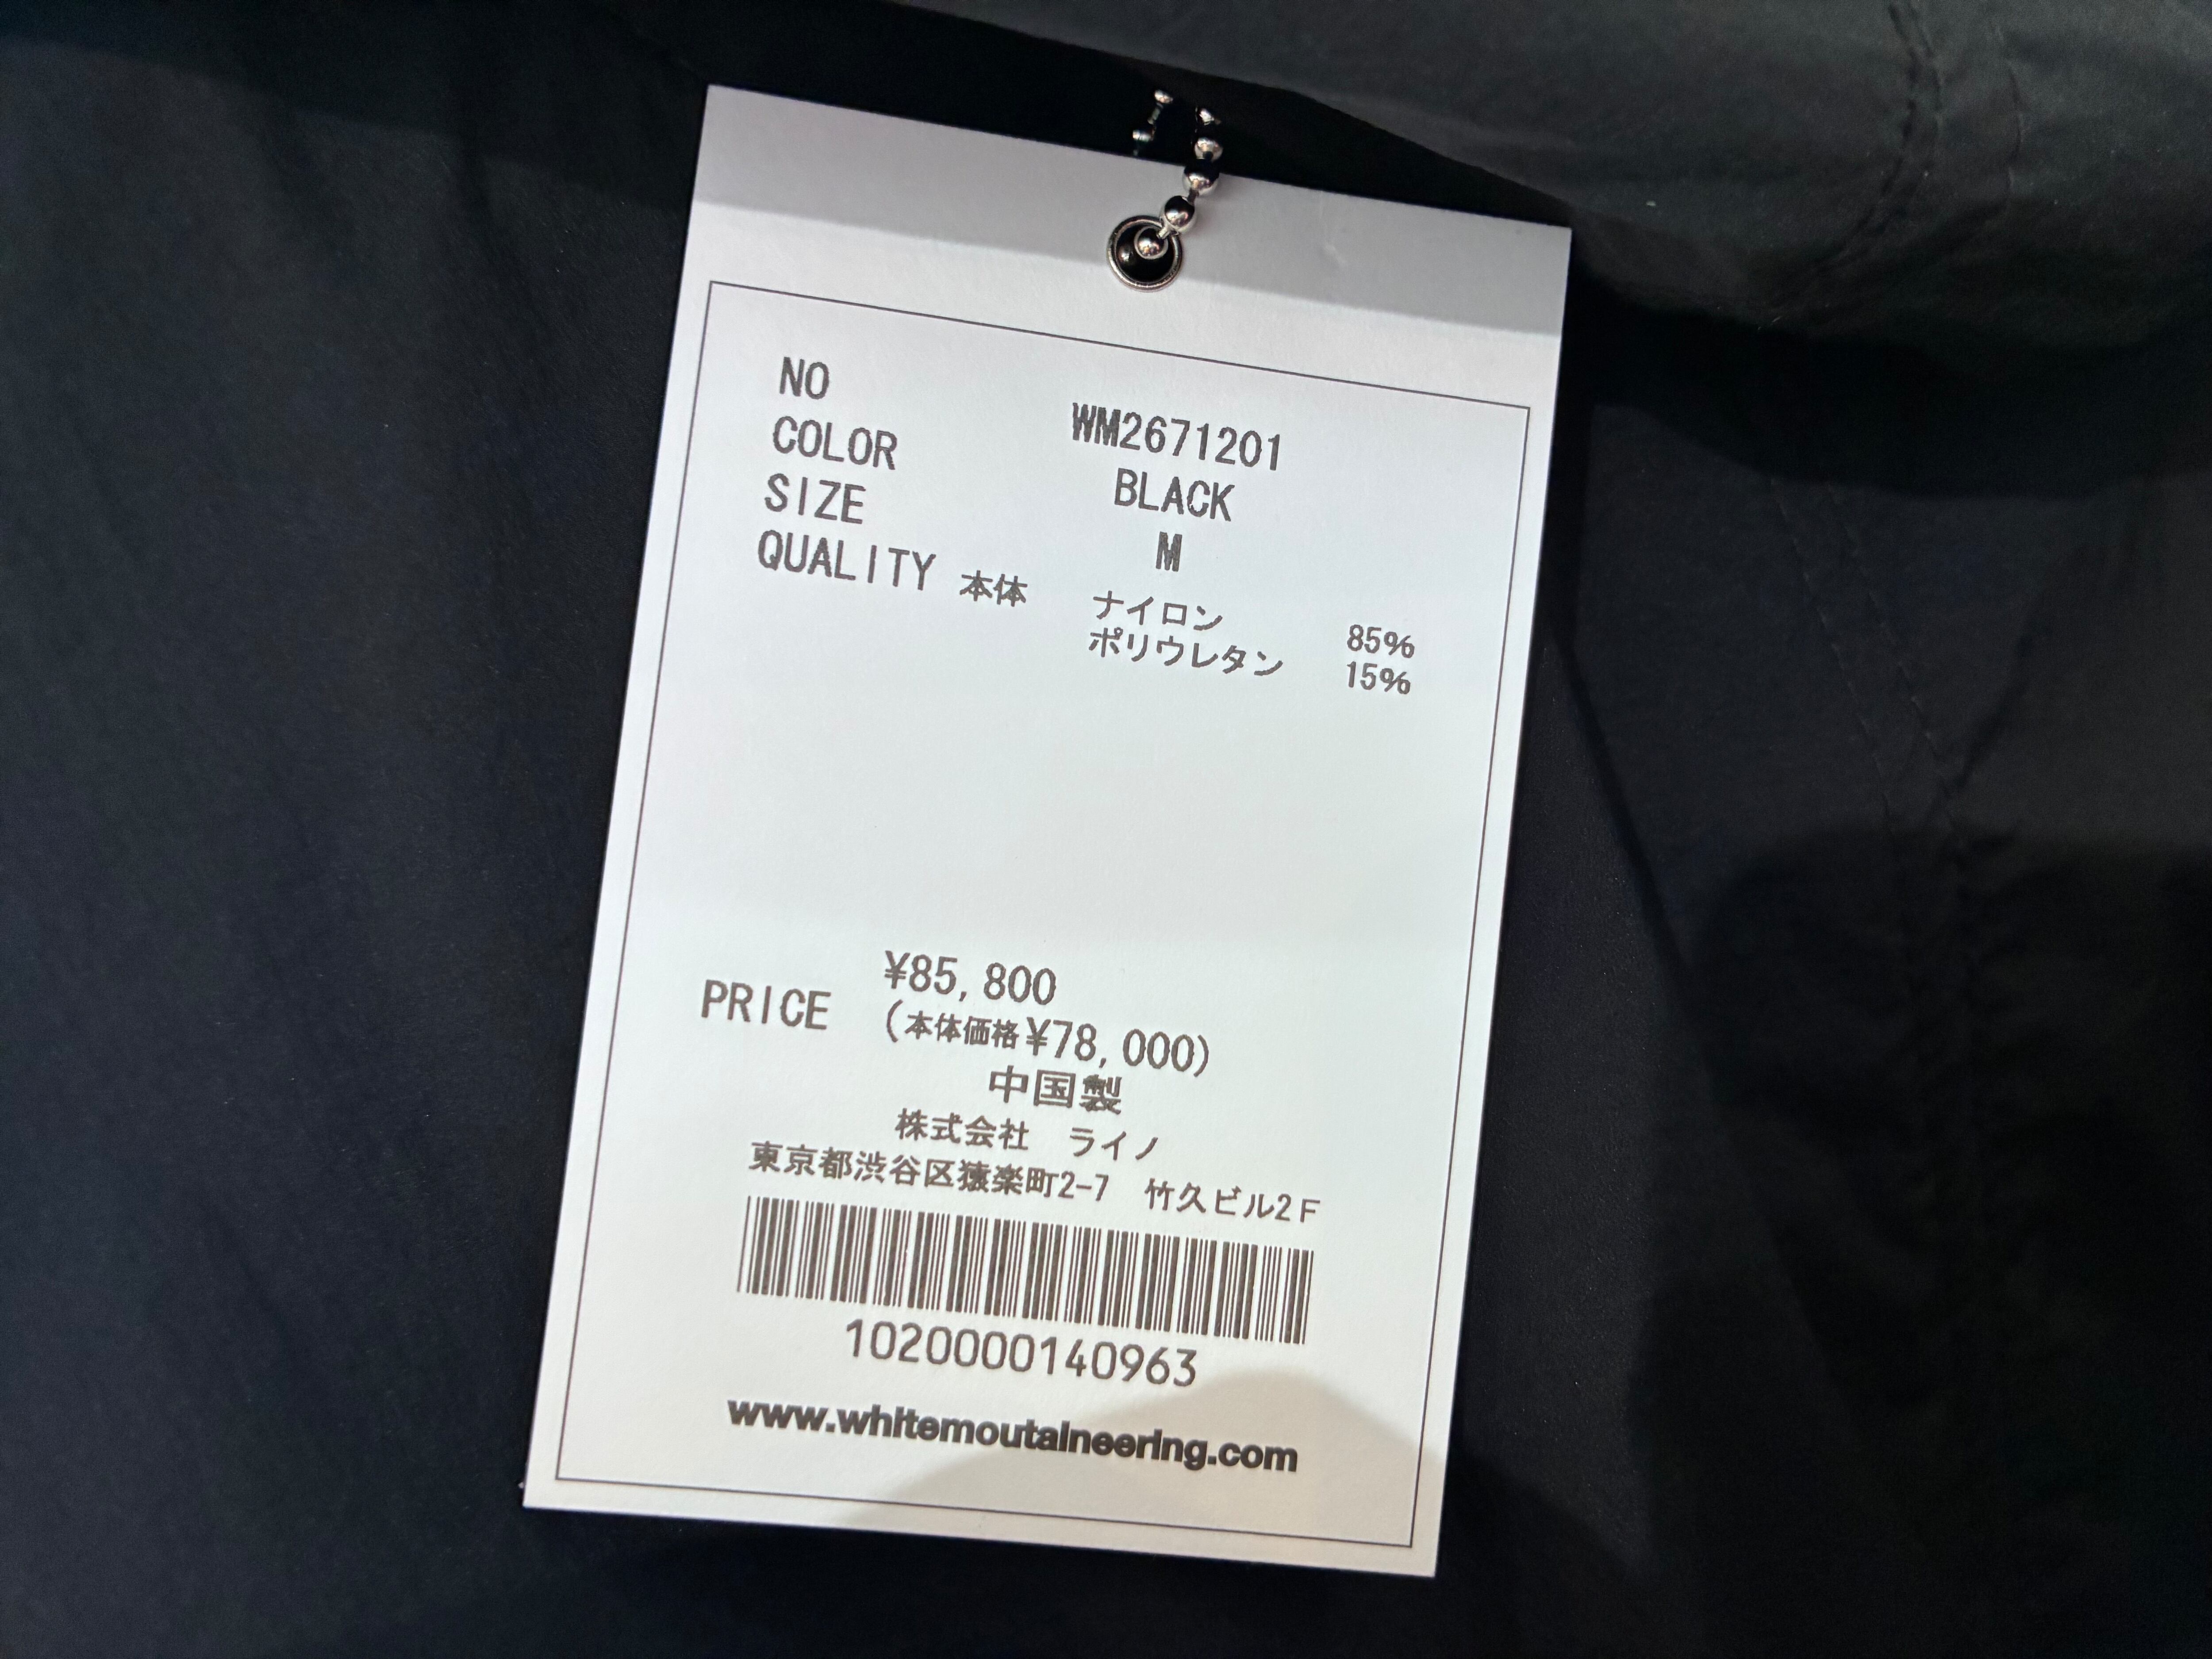 NO WM2671201
COLOR BLACK
SIZE M
QUALITY 本体 ナイロン 85%
ポリウレタン 15%
PRICE ¥85,800
(本体価格¥78,000)
中国製
株式会社 ライノ
東京都渋谷区猿楽町2-7 竹久ビル2F
1020000140963
www.whitemoutaineering.com